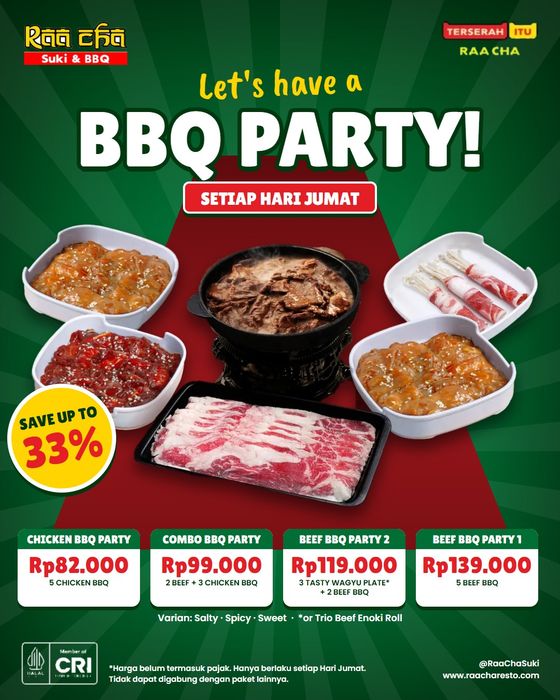 Raa cha
Suki & BBQ
TERSERAH ITU
RAA CHA
Let's have a
BBQ PARTY!
SETIAP HARI JUMAT
SAVE UP TO
33%
CHICKEN BBQ PARTY
Rp82.000
5 CHICKEN BBQ
COMBO BBQ PARTY
Rp99.000
2 BEEF + 3 CHICKEN BBQ
BEEF BBQ PARTY 2
Rp119.000
3 TASTY WAGYU PLATE*
+ 2 BEEF BBQ
BEEF BBQ PARTY 1
Rp139.000
5 BEEF BBQ
Varian: Salty · Spicy · Sweet · *or Trio Beef Enoki Roll
HALAL
Member of
CRI
*Harga belum termasuk pajak. Hanya berlaku setiap Hari Jumat.
Tidak dapat digabung dengan paket lainnya.
@RaaChaSuki
www.raacharesto.com